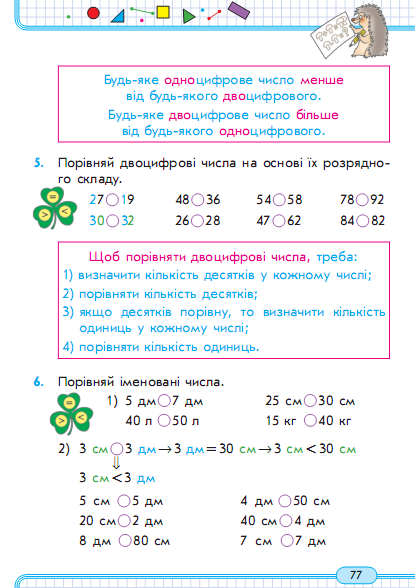 Будь-яке одноцифрове число менше
від будь-якого двоцифрового.
Будь-яке двоцифрове число більше
від будь-якого одноцифрового.
5. Порівняй двоцифрові числа на основі їх розрядно-
го складу.
= > <
27○19 48○36 54○58 78○92
30○32 26○28 47○62 84○82
Щоб порівняти двоцифрові числа, треба:
1) визначити кількість десятків у кожному числі;
2) порівняти кількість десятків;
3) якщо десятків порівну, то визначити кількість
одиниць у кожному числі;
4) порівняти кількість одиниць.
6. Порівняй іменовані числа.
= > <
1) 5 дм○7 дм 25 см○30 см
40 л○50 л 15 кг○40 кг
2) 3 см○3 дм→3 дм=30 см→3 см<30 см
⇓
3 см<3 дм
5 см ○5 дм 4 дм ○50 см
20 см○2 дм 40 см○4 дм
8 дм ○80 см 7 см ○7 дм
77